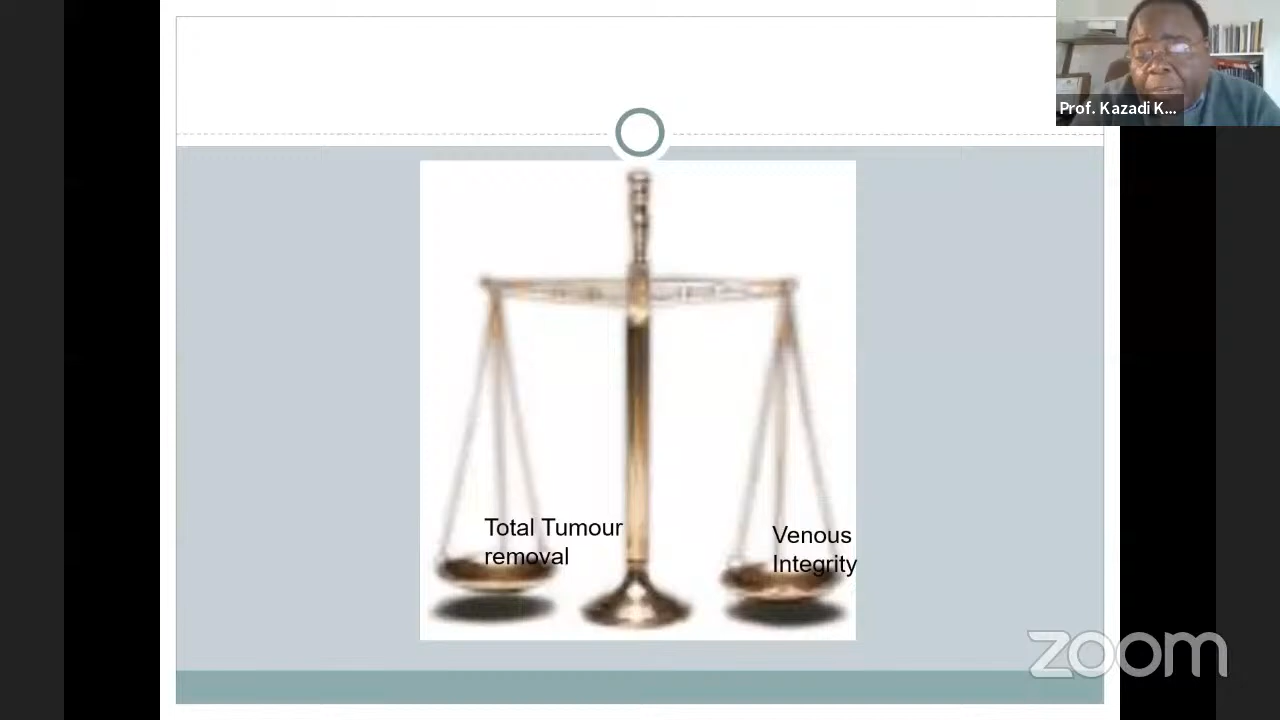 Prof. Kazadi K...
Total Tumour
removal
Venous
Integrity
zoom